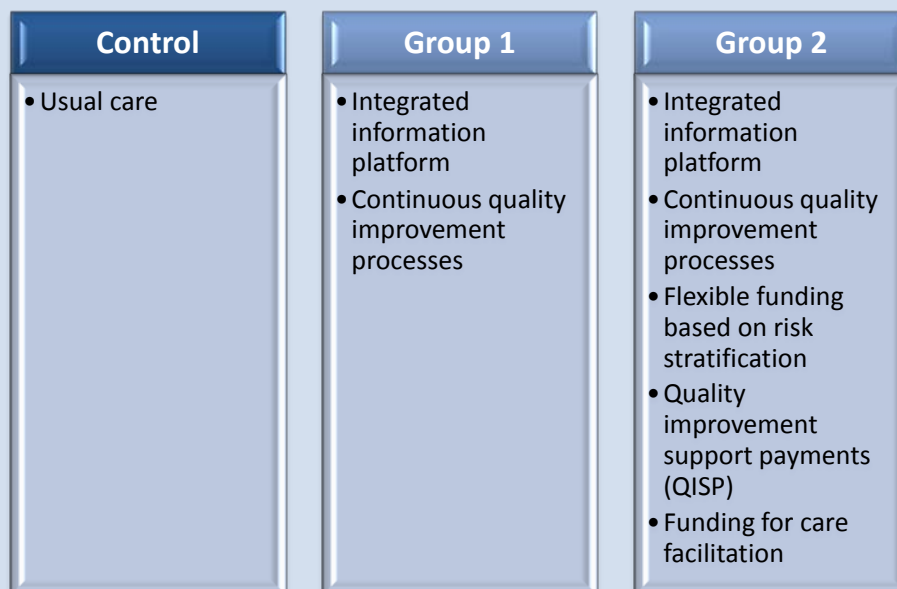 Control
• Usual care
Group 1
• Integrated
information
platform
• Continuous quality
improvement
processes
Group 2
• Integrated
information
platform
• Continuous quality
improvement
processes
• Flexible funding
based on risk
stratification
• Quality
improvement
support payments
(QISP)
• Funding for care
facilitation